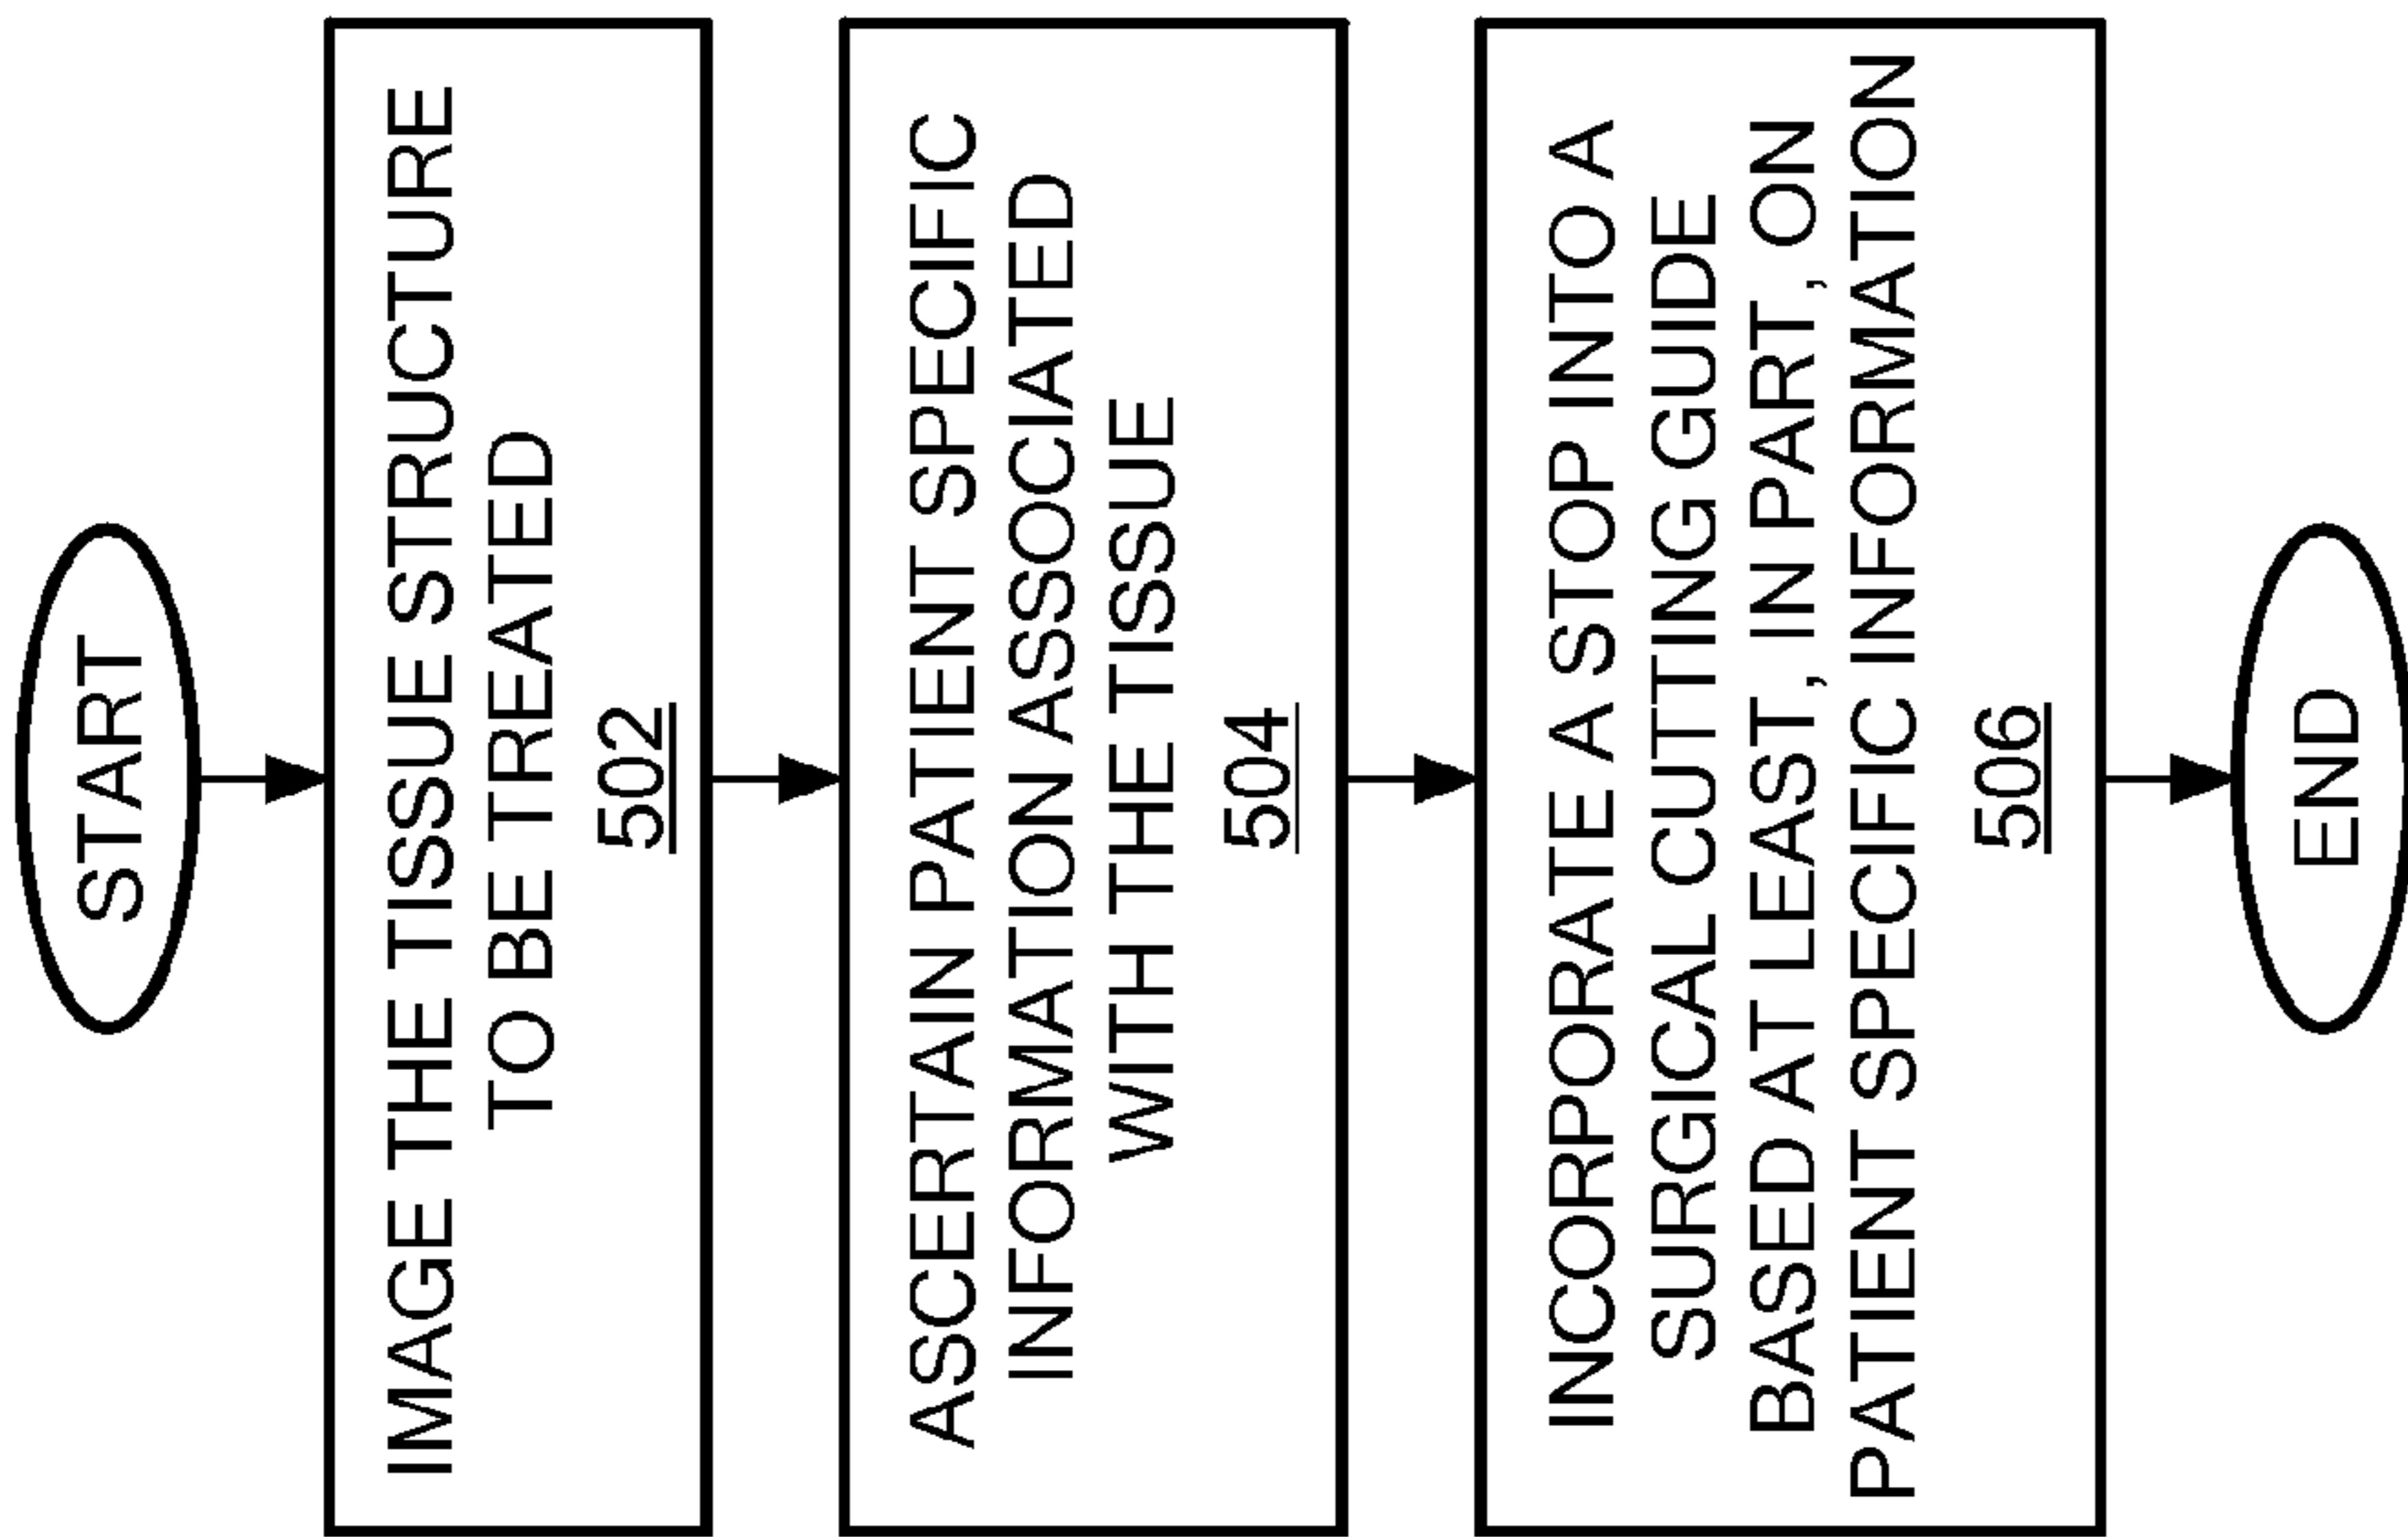 START
IMAGE THE TISSUE STRUCTURE
TO BE TREATED
502
ASCERTAIN PATIENT SPECIFIC
INFORMATION ASSOCIATED
WITH THE TISSUE
504
INCORPORATE A STOP INTO A
SURGICAL CUTTING GUIDE
BASED AT LEAST, IN PART, ON
PATIENT SPECIFIC INFORMATION
506
END